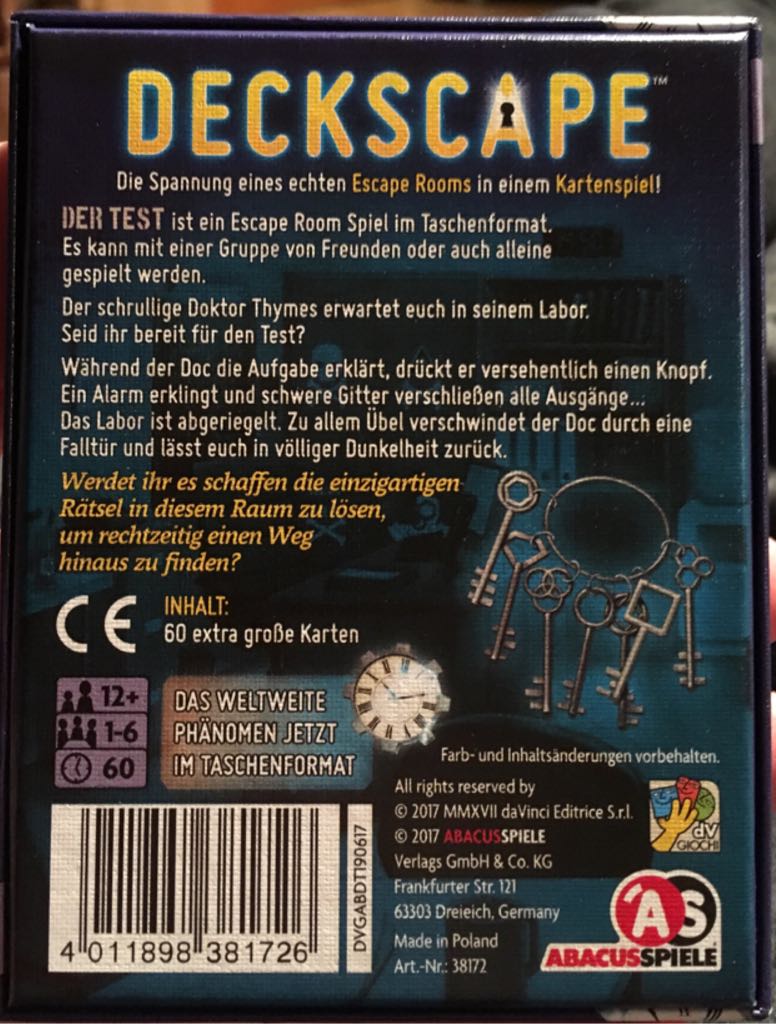 DECKSCAPE™
Die Spannung eines echten Escape Rooms in einem Kartenspiel!
DER TEST ist ein Escape Room Spiel im Taschenformat.
Es kann mit einer Gruppe von Freunden oder auch alleine
gespielt werden.
Der schrullige Doktor Thymes erwartet euch in seinem Labor.
Seid ihr bereit für den Test?
Während der Doc die Aufgabe erklärt, drückt er versehentlich einen Knopf.
Ein Alarm erklingt und schwere Gitter verschließen alle Ausgänge...
Das Labor ist abgeriegelt. Zu allem Übel verschwindet der Doc durch eine
Falltür und lässt euch in völliger Dunkelheit zurück.
Werdet ihr es schaffen die einzigartigen
Rätsel in diesem Raum zu lösen,
um rechtzeitig einen Weg
hinaus zu finden?
CE
INHALT:
60 extra große Karten
12+
1-6
60
DAS WELTWEITE
PHÄNOMEN JETZT
IM TASCHENFORMAT
Farb- und Inhaltsänderungen vorbehalten.
All rights reserved by
© 2017 MMXVII daVinci Editrice S.r.l.
© 2017 ABACUSSPIELE
Verlags GmbH & Co. KG
Frankfurter Str. 121
63303 Dreieich, Germany
Made in Poland
Art.-Nr.: 38172
dV
GIOCHI
AS
ABACUSSPIELE
4 011898 381726
DVGABDT190617